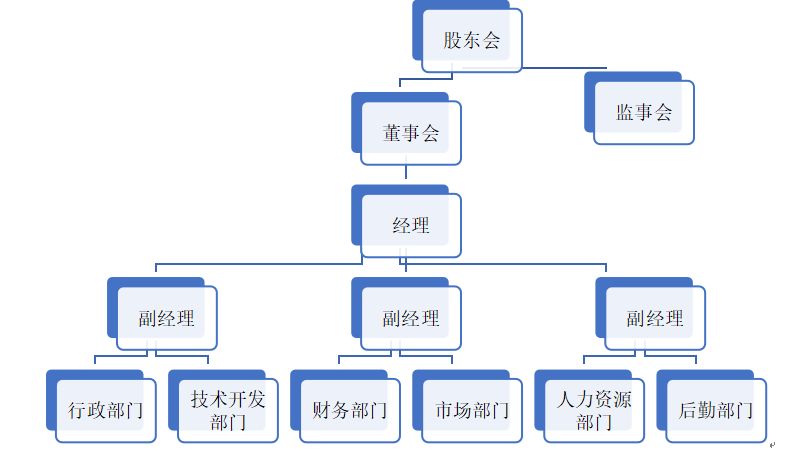 股东会
监事会
董事会
经理
副经理
副经理
副经理
行政部门
技术开发
部门
财务部门
市场部门
人力资源
部门
后勤部门